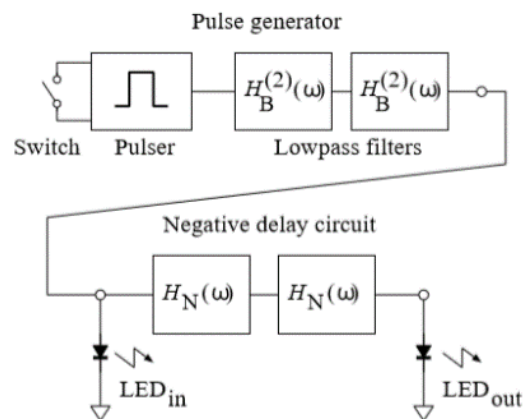 Pulse generator
H_B^(2)(ω) H_B^(2)(ω)
Switch Pulser Lowpass filters
Negative delay circuit
H_N(ω) H_N(ω)
LED_in LED_out